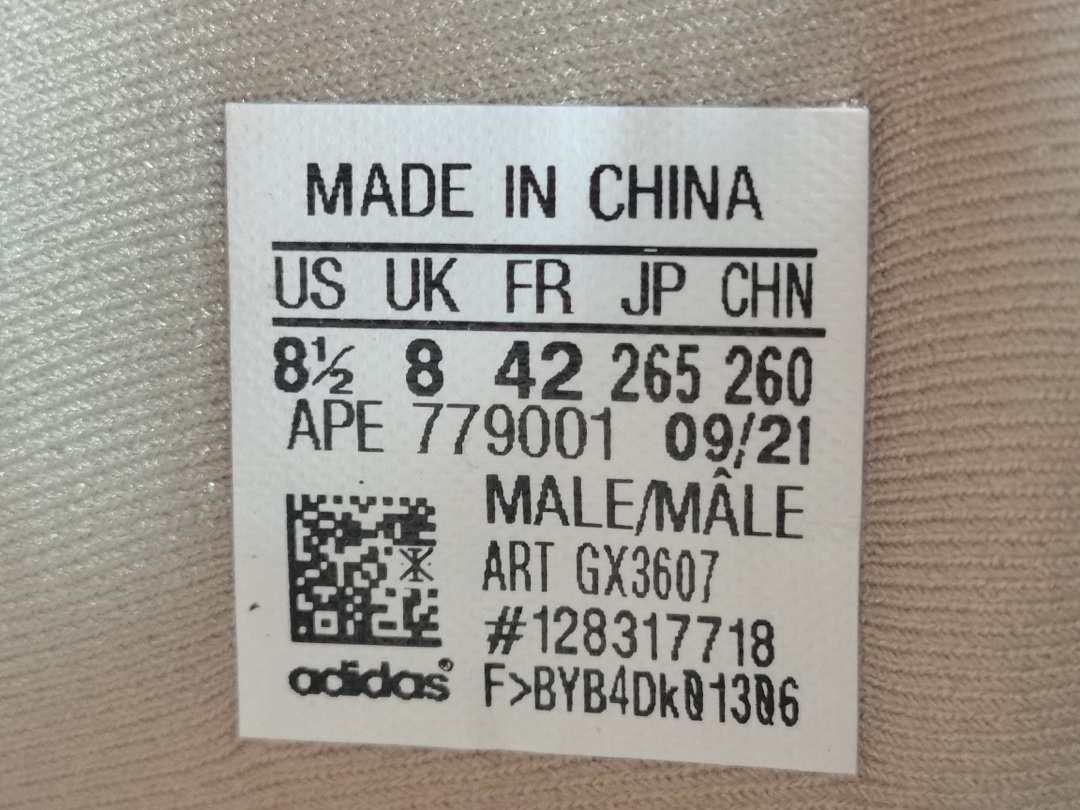 MADE IN CHINA
US UK FR JP CHN
8½ 8 42 265 260
APE 779001 09/21
MALE/MÂLE
ART GX3607
#128317718
F>BYB4Dk01306
adidas®